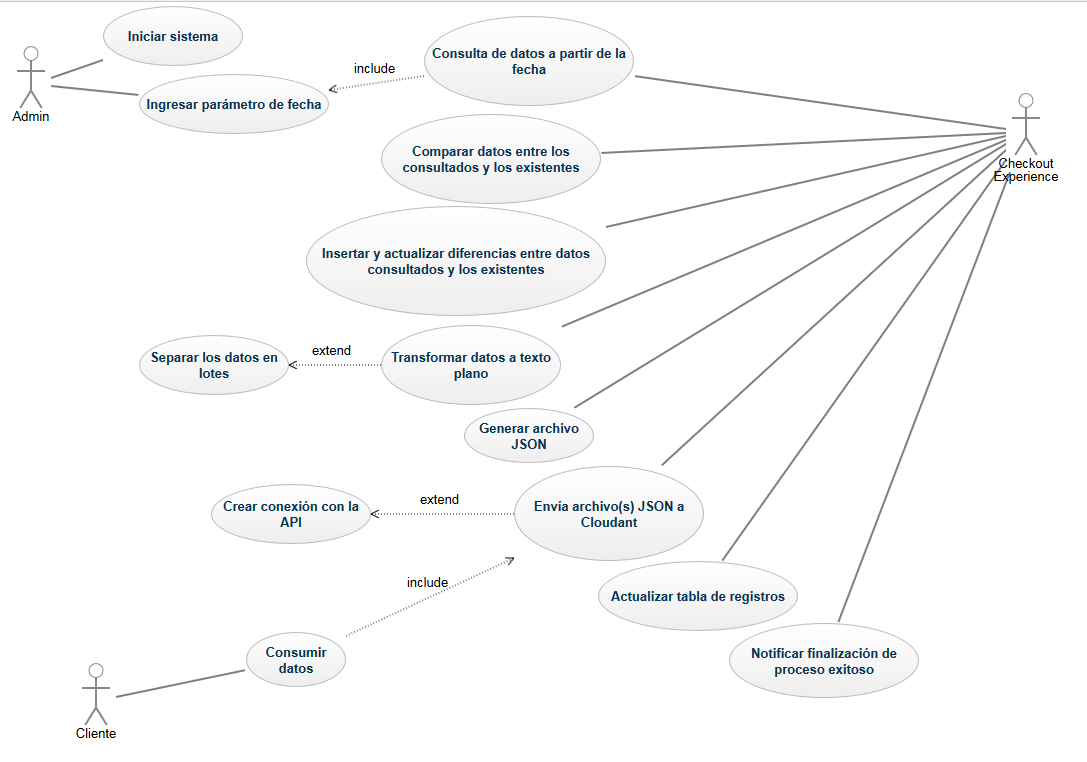 Iniciar sistema
Admin
Ingresar parámetro de fecha
include
Consulta de datos a partir de la
fecha
Comparar datos entre los
consultados y los existentes
Checkout
Experience
Insertar y actualizar diferencias entre datos
consultados y los existentes
Separar los datos en
lotes
extend
Transformar datos a texto
plano
Generar archivo
JSON
Crear conexión con la
API
extend
Envía archivo(s) JSON a
Cloudant
include
Actualizar tabla de registros
Consumir
datos
Notificar finalización de
proceso exitoso
Cliente